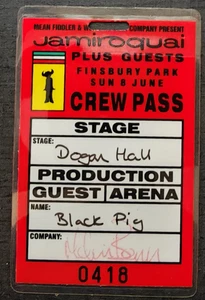 MEAN FIDDLER & W COMPANY PRESENT
Jamiroquai
PLUS GUESTS
FINSBURY PARK
SUN 8 JUNE
CREW PASS
STAGE
STAGE:
Dogan Hall
PRODUCTION
GUEST ARENA
NAME:
Black Pig
COMPANY:
0418